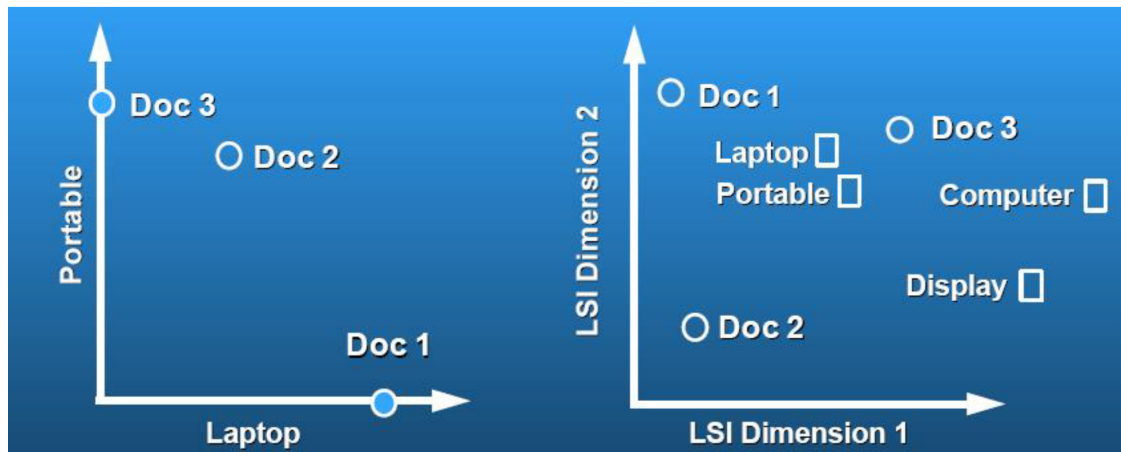 Doc 3
Doc 2
Portable
Doc 1
Laptop
Doc 1
Doc 3
Laptop
Portable
Computer
LSI Dimension 2
Display
Doc 2
LSI Dimension 1